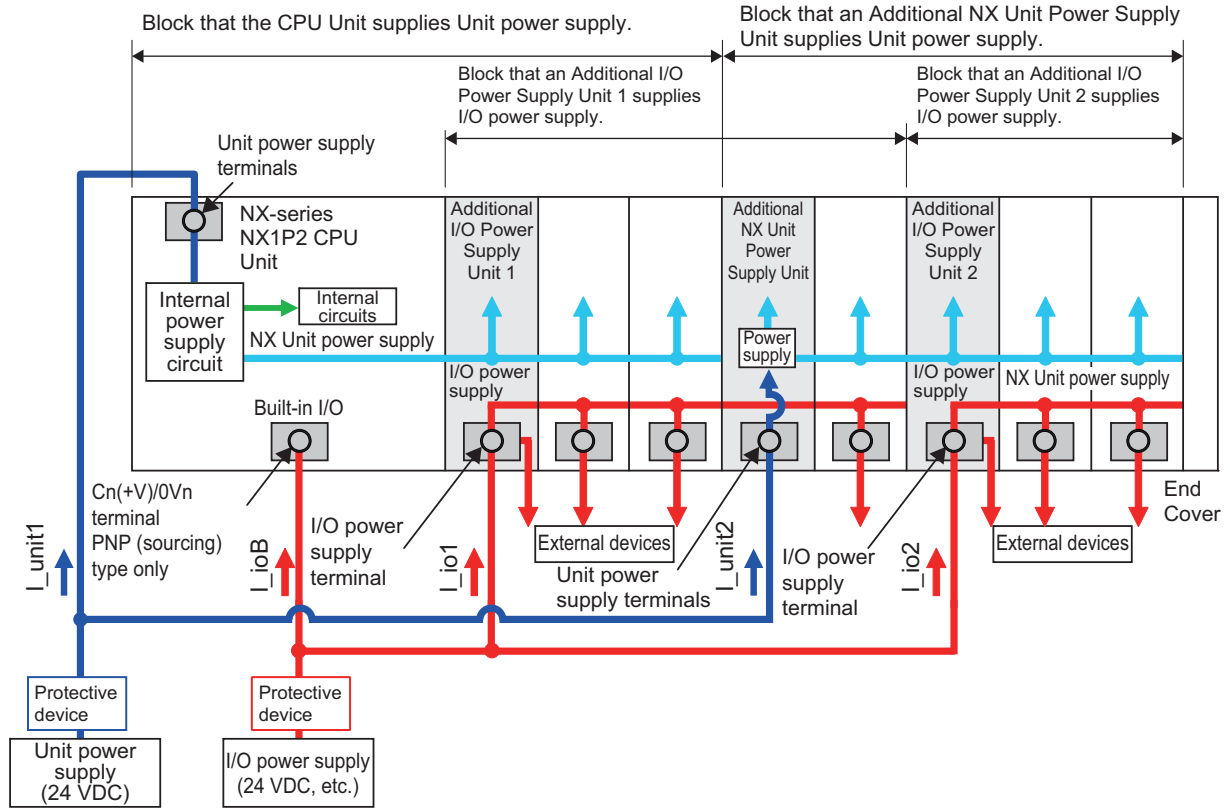 Block that the CPU Unit supplies Unit power supply.
Block that an Additional NX Unit Power Supply
Unit supplies Unit power supply.
Block that an Additional I/O
Power Supply Unit 1 supplies
I/O power supply.
Block that an Additional I/O
Power Supply Unit 2 supplies
I/O power supply.
Unit power supply
terminals
NX-series
NX1P2 CPU
Unit
Additional
I/O Power
Supply
Unit 1
Additional
NX Unit
Power
Supply Unit
Additional
I/O Power
Supply
Unit 2
Internal
power
supply
circuit
Internal
circuits
NX Unit power supply
Power
supply
I/O power
supply
I/O power
supply
NX Unit power supply
Built-in I/O
Cn(+V)/0Vn
terminal
PNP (sourcing)
type only
I/O power
supply
terminal
External devices
Unit power
supply terminals
I/O power
supply
terminal
External devices
End
Cover
I_unit1
I_ioB
I_io1
I_unit2
I_io2
Protective
device
Protective
device
Unit power
supply
(24 VDC)
I/O power supply
(24 VDC, etc.)